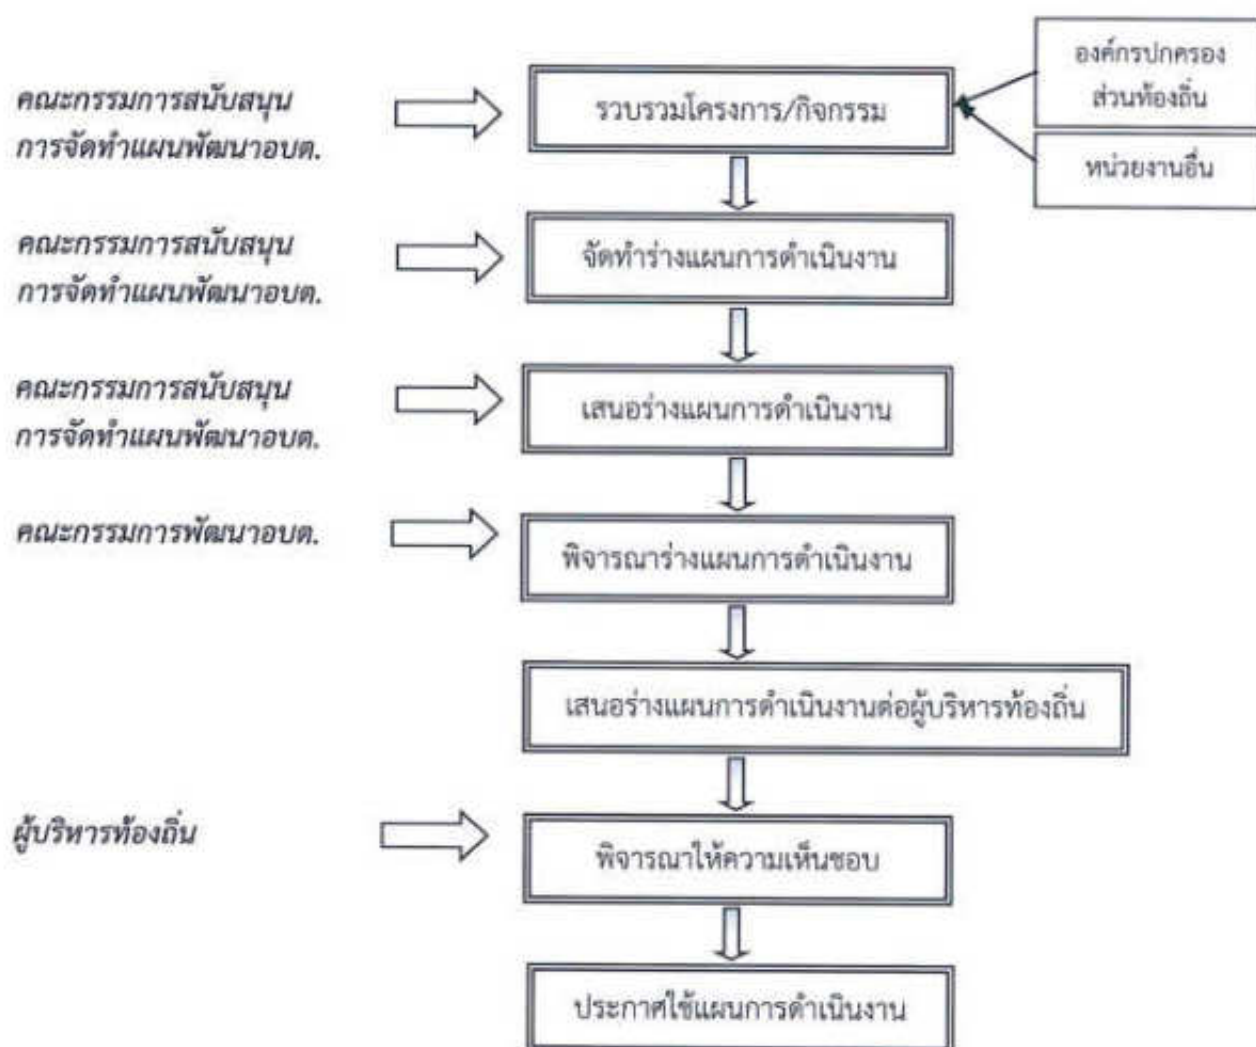 องค์กรปกครอง
ส่วนท้องถิ่น
คณะกรรมการสนับสนุน
การจัดทำแผนพัฒนาอบต.
รวบรวมโครงการ/กิจกรรม
หน่วยงานอื่น
คณะกรรมการสนับสนุน
การจัดทำแผนพัฒนาอบต.
จัดทำร่างแผนการดำเนินงาน
คณะกรรมการสนับสนุน
การจัดทำแผนพัฒนาอบต.
เสนอร่างแผนการดำเนินงาน
คณะกรรมการพัฒนาอบต.
พิจารณาร่างแผนการดำเนินงาน
เสนอร่างแผนการดำเนินงานต่อผู้บริหารท้องถิ่น
ผู้บริหารท้องถิ่น
พิจารณาให้ความเห็นชอบ
ประกาศใช้แผนการดำเนินงาน